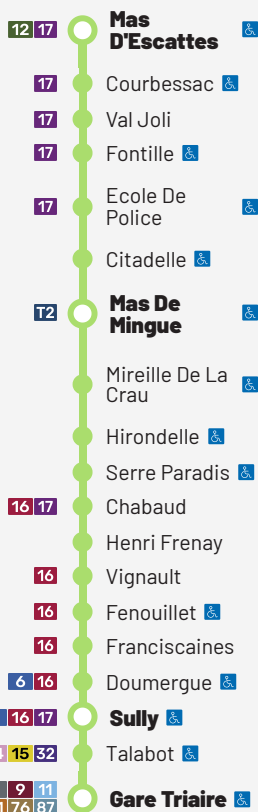 12 17 Mas
D'Escattes
17 Courbessac
17 Val Joli
17 Fontille
17 Ecole De
Police
Citadelle
T2 Mas De
Mingue
Mireille De La
Crau
Hirondelle
Serre Paradis
16 17 Chabaud
Henri Frenay
16 Vignault
16 Fenouillet
16 Franciscaines
6 16 Doumergue
16 17 Sully
15 32 Talabot
9 11
76 87 Gare Triaire